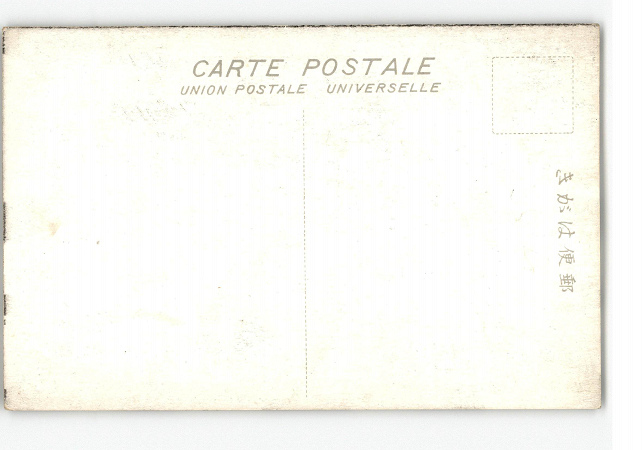 CARTE POSTALE
UNION POSTALE UNIVERSELLE
郵便はがき